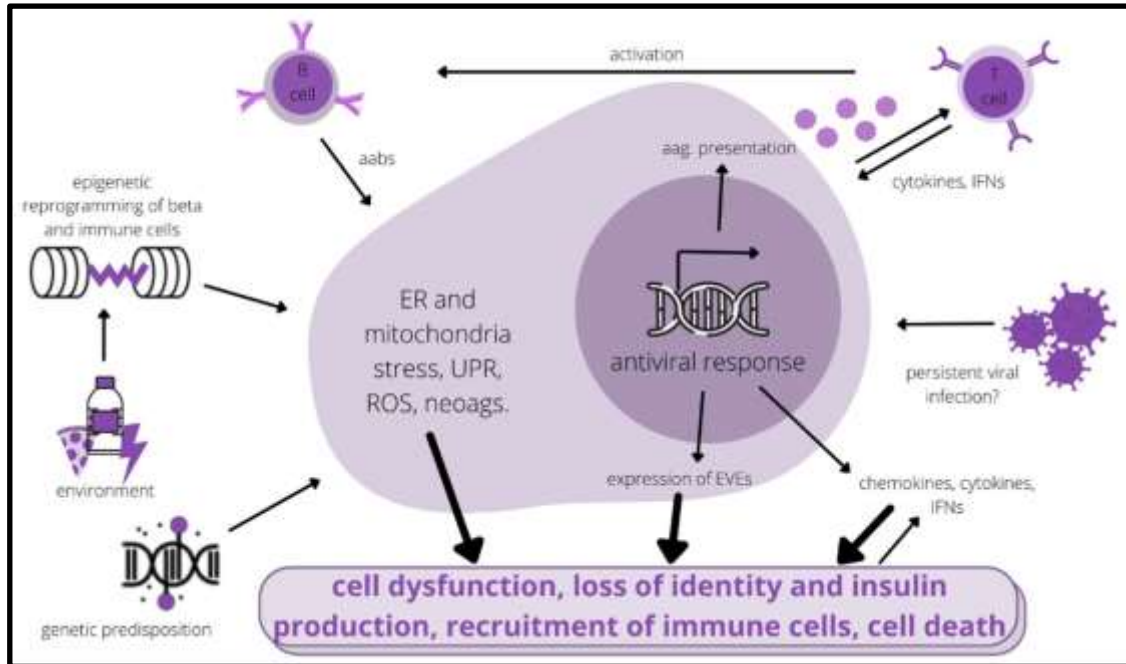 activation
B
cell
T
cell
aabs
aag. presentation
cytokines, IFNs
epigenetic
reprogramming of beta
and immune cells
ER and
mitochondria
stress, UPR,
ROS, neoags.
antiviral response
persistent viral
infection?
environment
expression of EVEs
chemokines, cytokines,
IFNs
genetic predisposition
cell dysfunction, loss of identity and insulin
production, recruitment of immune cells, cell death